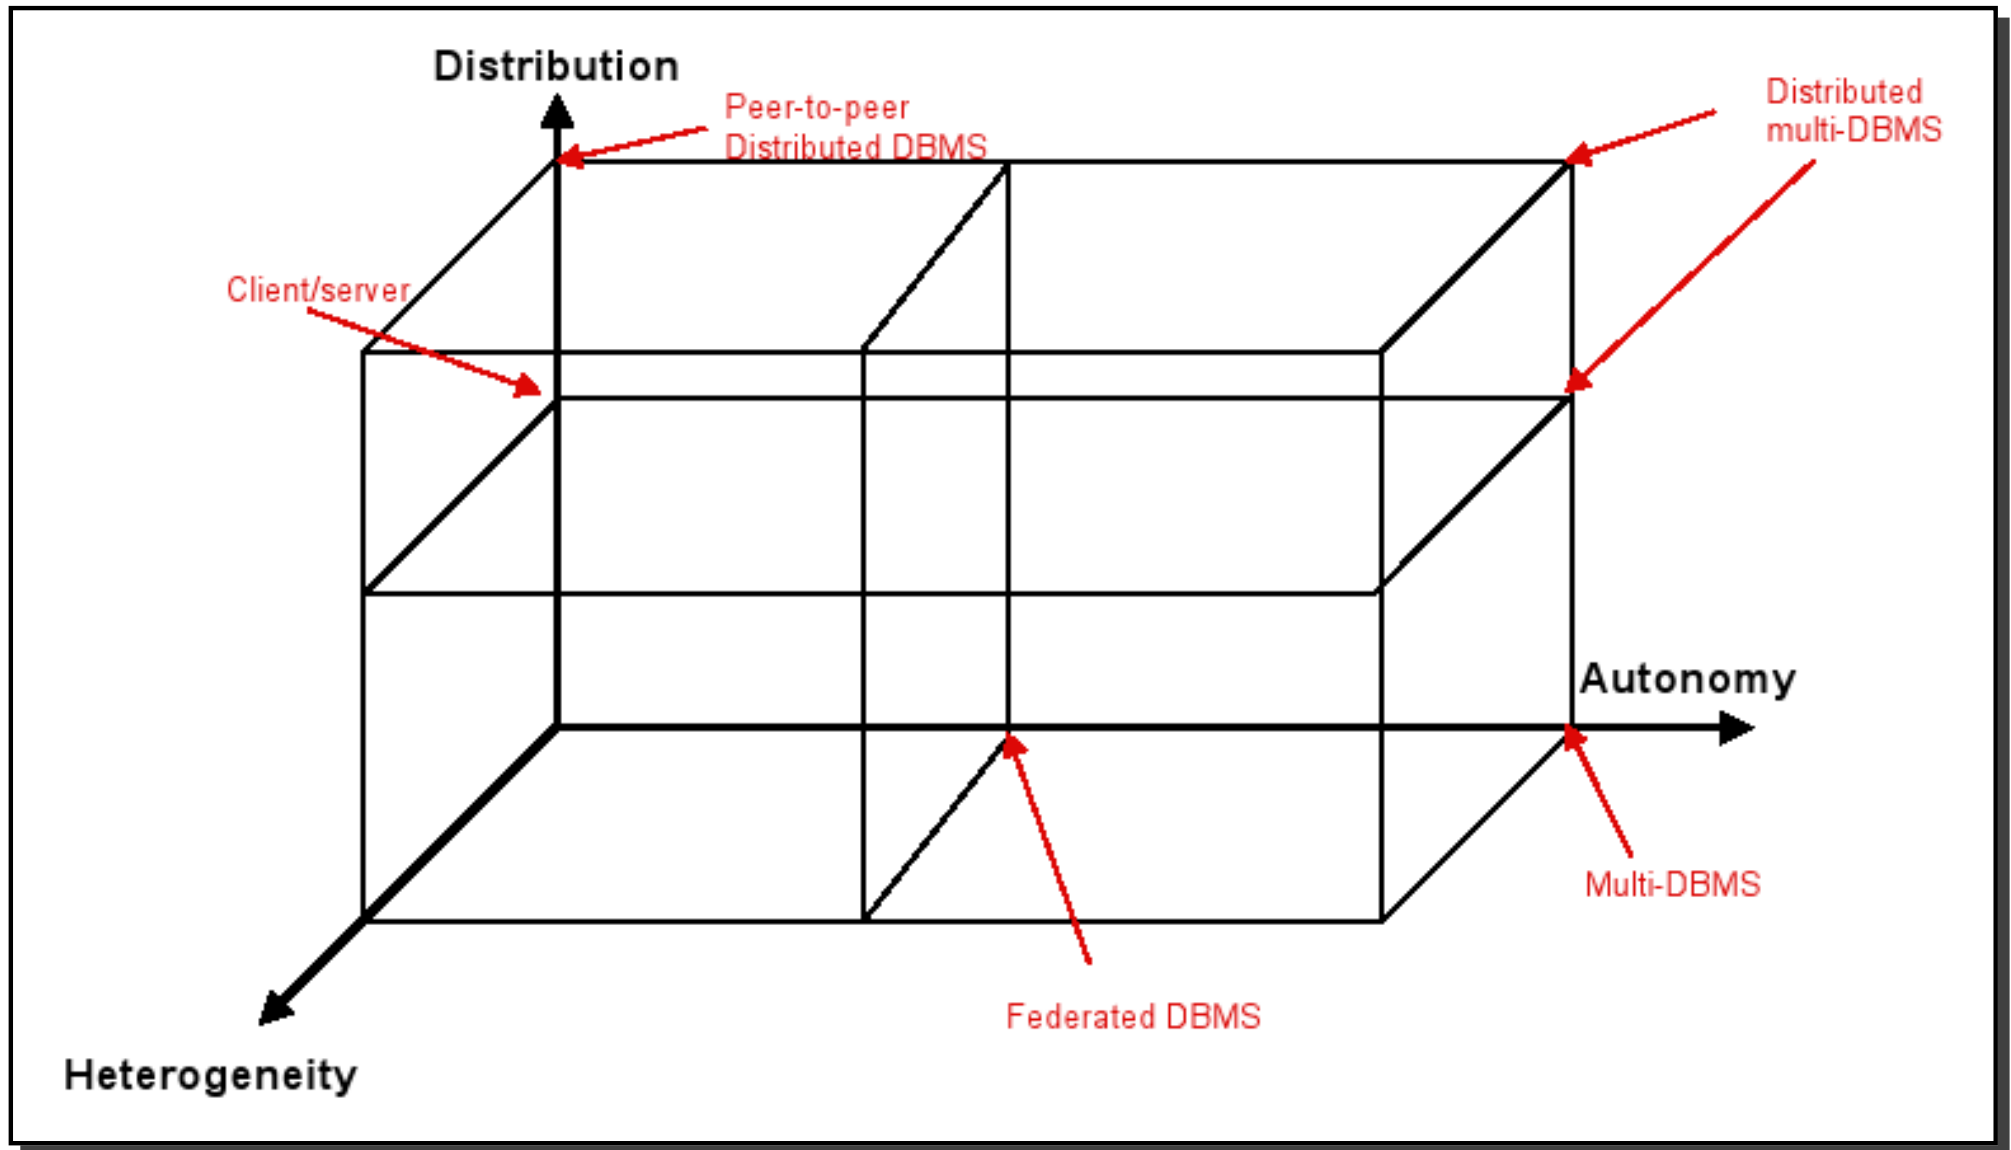 Distribution
Peer-to-peer
Distributed DBMS
Distributed
multi-DBMS
Client/server
Autonomy
Multi-DBMS
Federated DBMS
Heterogeneity